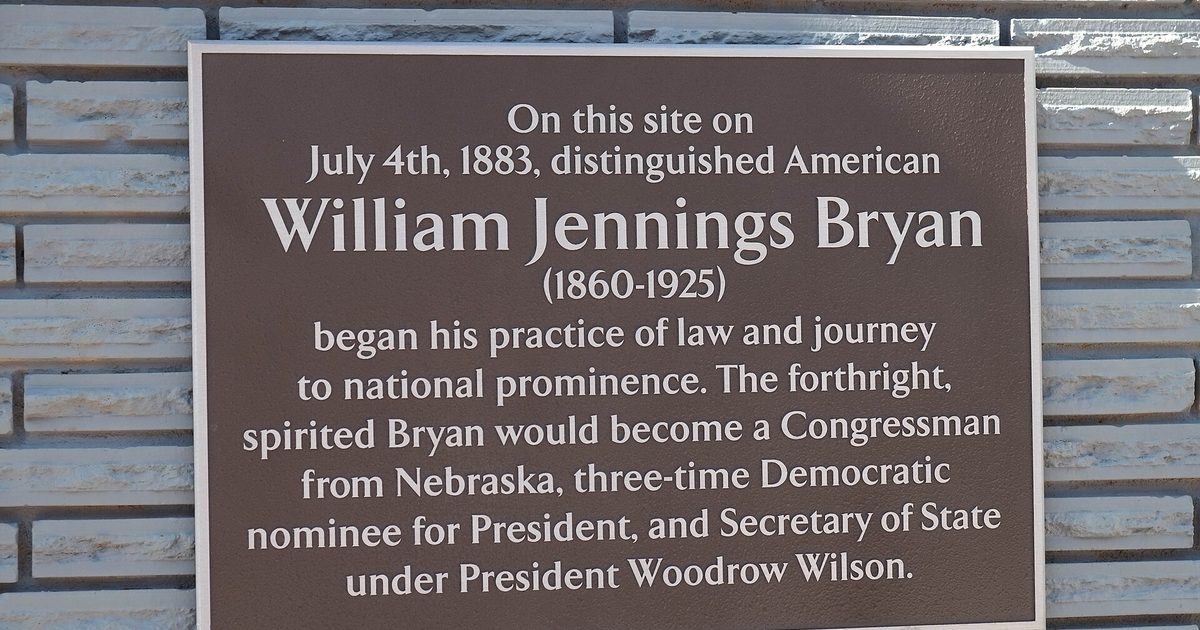 On this site on
July 4th, 1883, distinguished American
William Jennings Bryan
(1860-1925)
began his practice of law and journey
to national prominence. The forthright,
spirited Bryan would become a Congressman
from Nebraska, three-time Democratic
nominee for President, and Secretary of State
under President Woodrow Wilson.